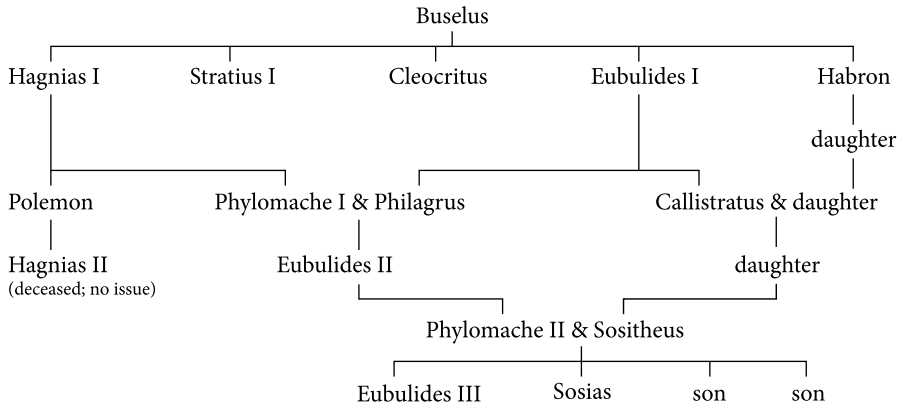 Buselus
Hagnias I Stratius I Cleocritus Eubulides I Habron
daughter
Polemon Phylomache I & Philagrus Callistratus & daughter
Hagnias II Eubulides II daughter
(deceased; no issue)
Phylomache II & Sositheus
Eubulides III Sosias son son